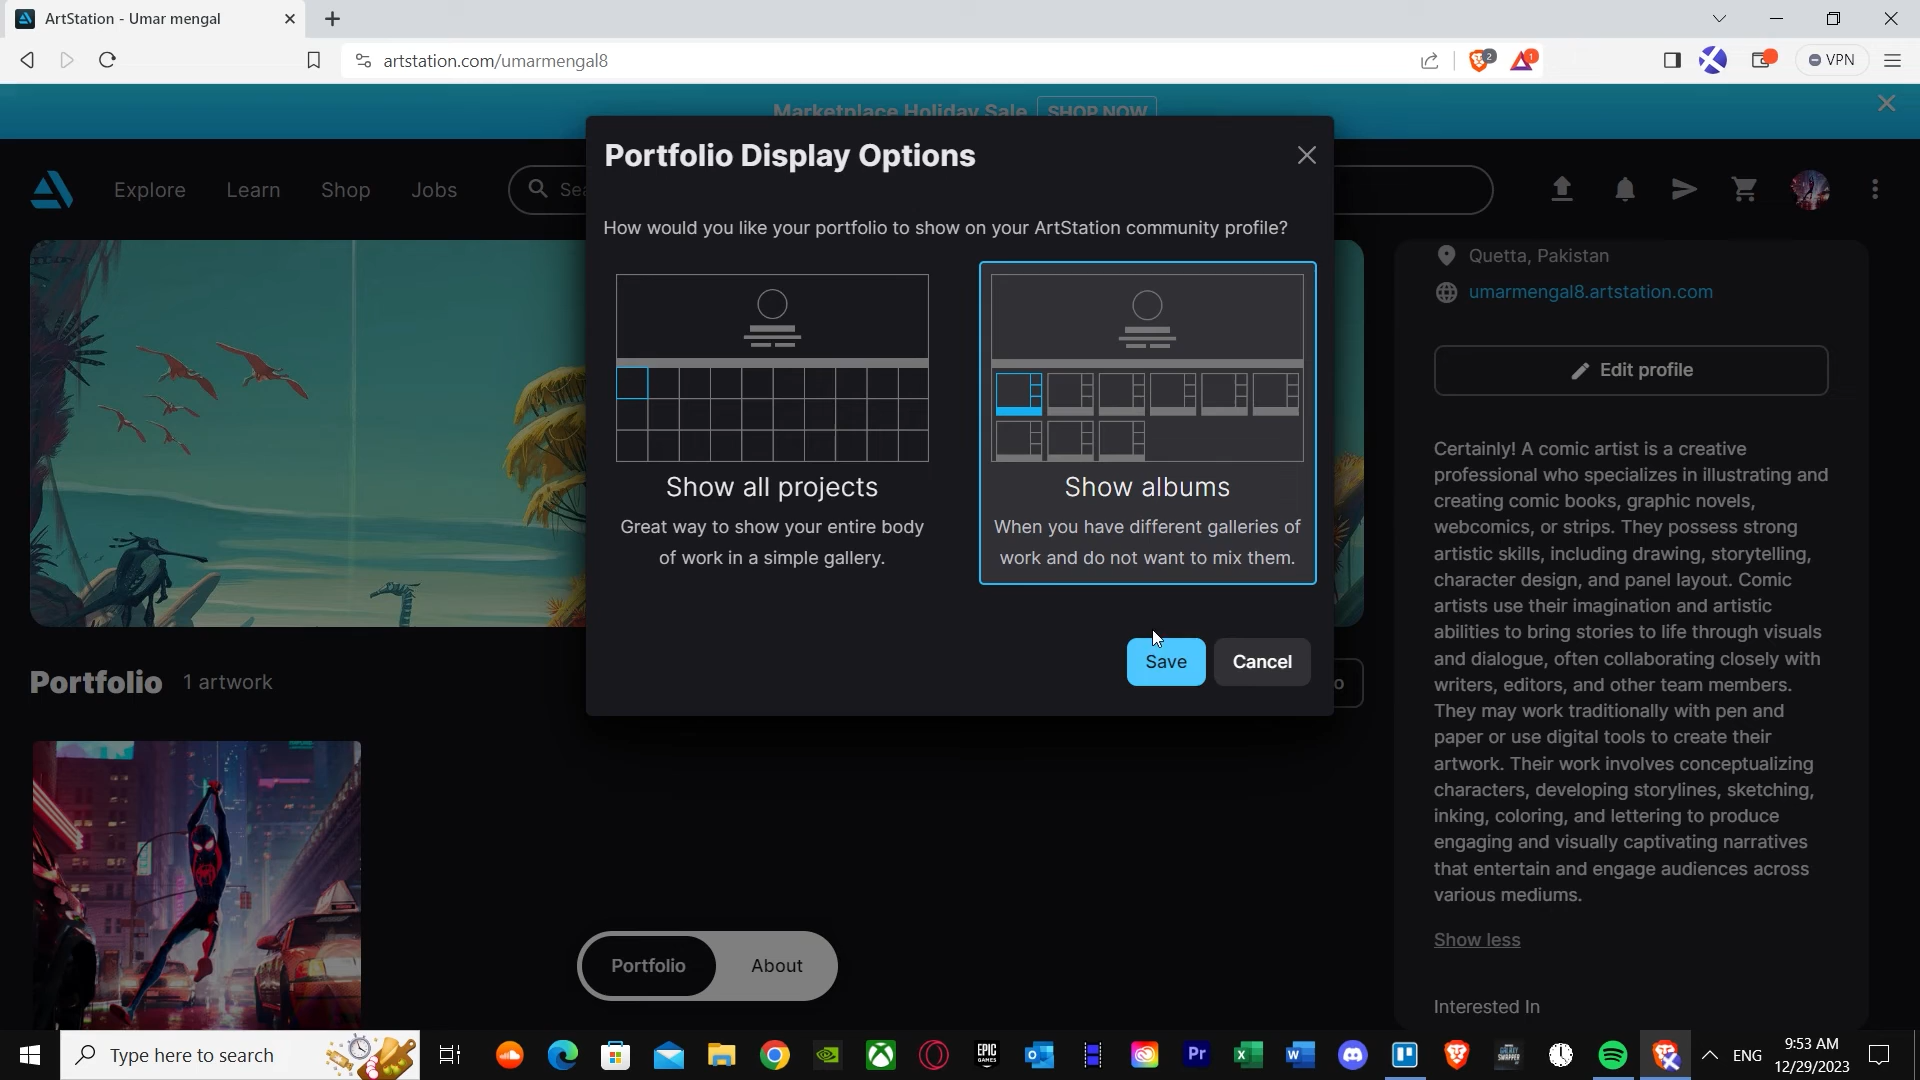 ArtStation - Umar mengal
artstation.com/umarmengal8
2
1
VPN
Marketplace Holiday Sale SHOP NOW
Explore Learn Shop Jobs
Portfolio Display Options
How would you like your portfolio to show on your ArtStation community profile?
Show all projects
Great way to show your entire body
of work in a simple gallery.
Show albums
When you have different galleries of
work and do not want to mix them.
Save Cancel
Portfolio 1 artwork
Portfolio About
Quetta, Pakistan
umarmengal8.artstation.com
Edit profile
Certainly! A comic artist is a creative
professional who specializes in illustrating and
creating comic books, graphic novels,
webcomics, or strips. They possess strong
artistic skills, including drawing, storytelling,
character design, and panel layout. Comic
artists use their imagination and artistic
abilities to bring stories to life through visuals
and dialogue, often collaborating closely with
writers, editors, and other team members.
They may work traditionally with pen and
paper or use digital tools to create their
artwork. Their work involves conceptualizing
characters, developing storylines, sketching,
inking, coloring, and lettering to produce
engaging and visually captivating narratives
that entertain and engage audiences across
various mediums.
Show less
Interested In
Type here to search
EPIC
GAMES
Pr
ENG
9:53 AM
12/29/2023